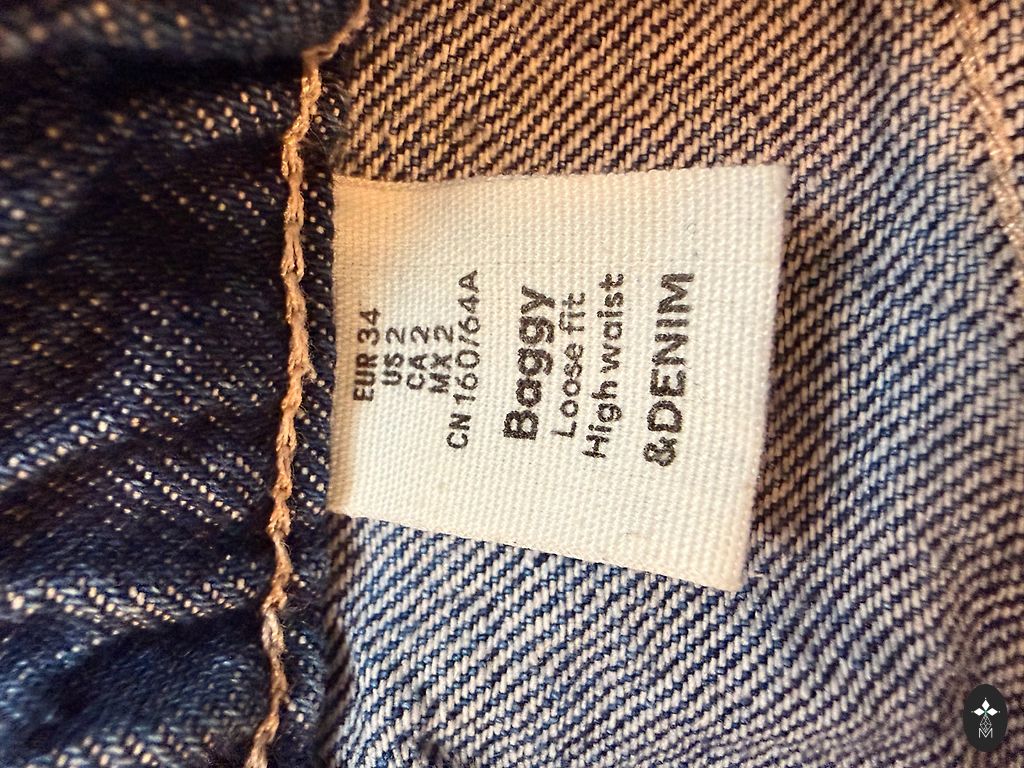 EUR 34
US 2
CA 2
MX 2
CN 160/64A
Baggy
Loose fit
High waist
&DENIM
M